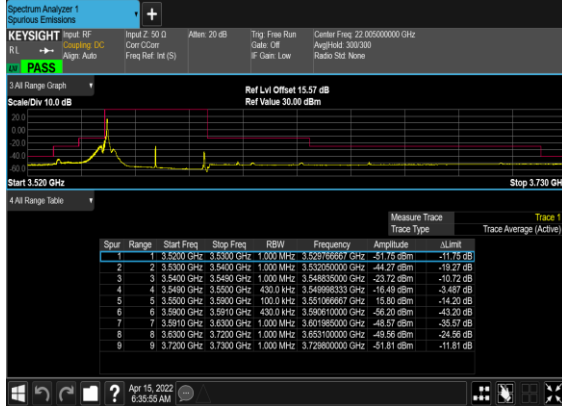 Spectrum Analyzer 1
Spurious Emissions
+
KEYSIGHT Input: RF Input Z: 50 Ω Atten: 20 dB Trig: Free Run Center Freq: 22.005000000 GHz
RL Coupling: DC Corr CCorr Gate: Off Avg|Hold: 300/300
Align: Auto Freq Ref: Int (S) IF Gain: Low Radio Std: None
PASS
3 All Range Graph
Ref Lvl Offset 15.57 dB
Scale/Div 10.0 dB Ref Value 30.00 dBm
20.0
0.00
-20.0
-40.0
-60.0
Start 3.520 GHz Stop 3.730 GH
4 All Range Table
Measure Trace Trace 1
Trace Type Trace Average (Active)
Spur Range Start Freq Stop Freq RBW Frequency Amplitude ΔLimit
1 1 3.5200 GHz 3.5300 GHz 1.000 MHz 3.529766667 GHz -51.75 dBm -11.75 dB
2 2 3.5300 GHz 3.5400 GHz 1.000 MHz 3.532050000 GHz -44.27 dBm -19.27 dB
3 3 3.5400 GHz 3.5490 GHz 1.000 MHz 3.548835000 GHz -23.72 dBm -10.72 dB
4 4 3.5490 GHz 3.5500 GHz 430.0 kHz 3.549998333 GHz -16.49 dBm -3.487 dB
5 5 3.5500 GHz 3.5900 GHz 100.0 kHz 3.551066667 GHz 15.80 dBm -14.20 dB
6 6 3.5900 GHz 3.5910 GHz 430.0 kHz 3.590610000 GHz -56.20 dBm -43.20 dB
7 7 3.5910 GHz 3.6300 GHz 1.000 MHz 3.601985000 GHz -48.57 dBm -35.57 dB
8 8 3.6300 GHz 3.7200 GHz 1.000 MHz 3.653100000 GHz -49.56 dBm -24.56 dB
9 9 3.7200 GHz 3.7300 GHz 1.000 MHz 3.729800000 GHz -51.81 dBm -11.81 dB
? Apr 15, 2022
6:35:55 AM